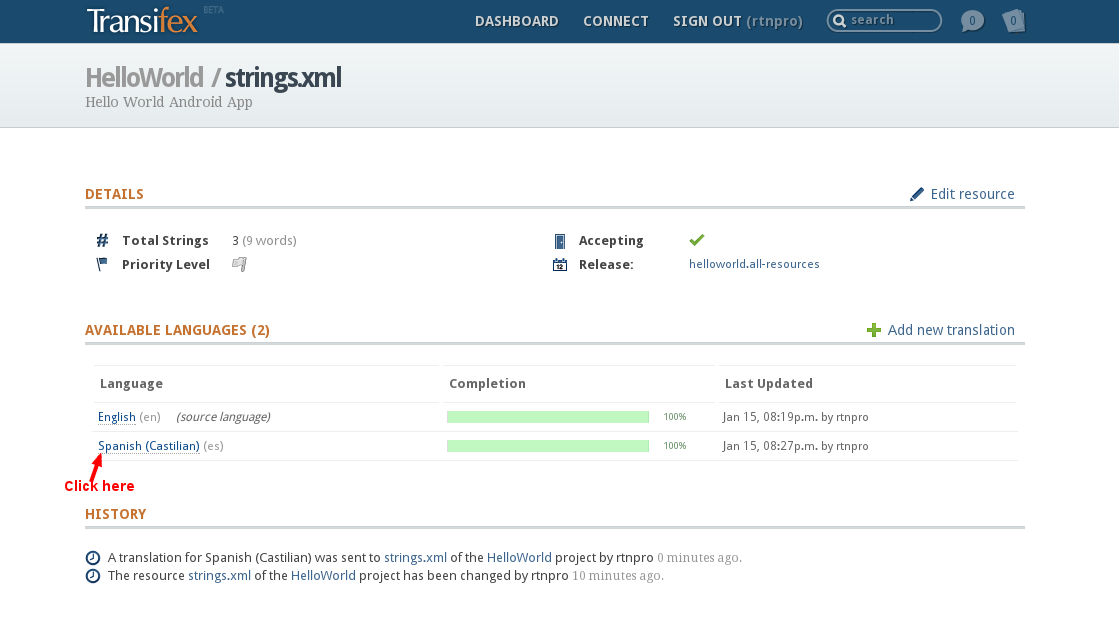 Transifex BETA
DASHBOARD CONNECT SIGN OUT (rtnpro) search 0 0
HelloWorld / strings.xml
Hello World Android App
DETAILS Edit resource
# Total Strings 3 (9 words) Accepting
Priority Level 12 Release: helloworld.all-resources
AVAILABLE LANGUAGES (2) Add new translation
Language Completion Last Updated
English (en) (source language) 100% Jan 15, 08:19p.m. by rtnpro
Spanish (Castilian) (es) 100% Jan 15, 08:27p.m. by rtnpro
Click here
HISTORY
A translation for Spanish (Castilian) was sent to strings.xml of the HelloWorld project by rtnpro 0 minutes ago.
The resource strings.xml of the HelloWorld project has been changed by rtnpro 10 minutes ago.